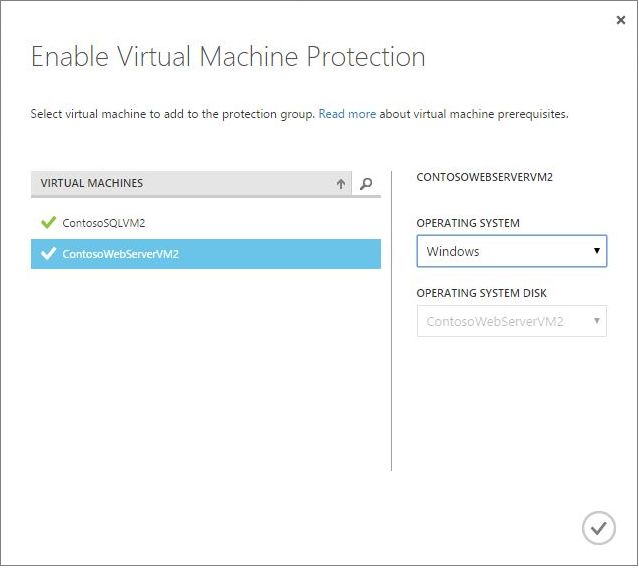 Enable Virtual Machine Protection
Select virtual machine to add to the protection group. Read more about virtual machine prerequisites.
VIRTUAL MACHINES
ContosoSQLVM2
ContosoWebServerVM2
CONTOSOWEBSERVERVM2
OPERATING SYSTEM
Windows
OPERATING SYSTEM DISK
ContosoWebServerVM2